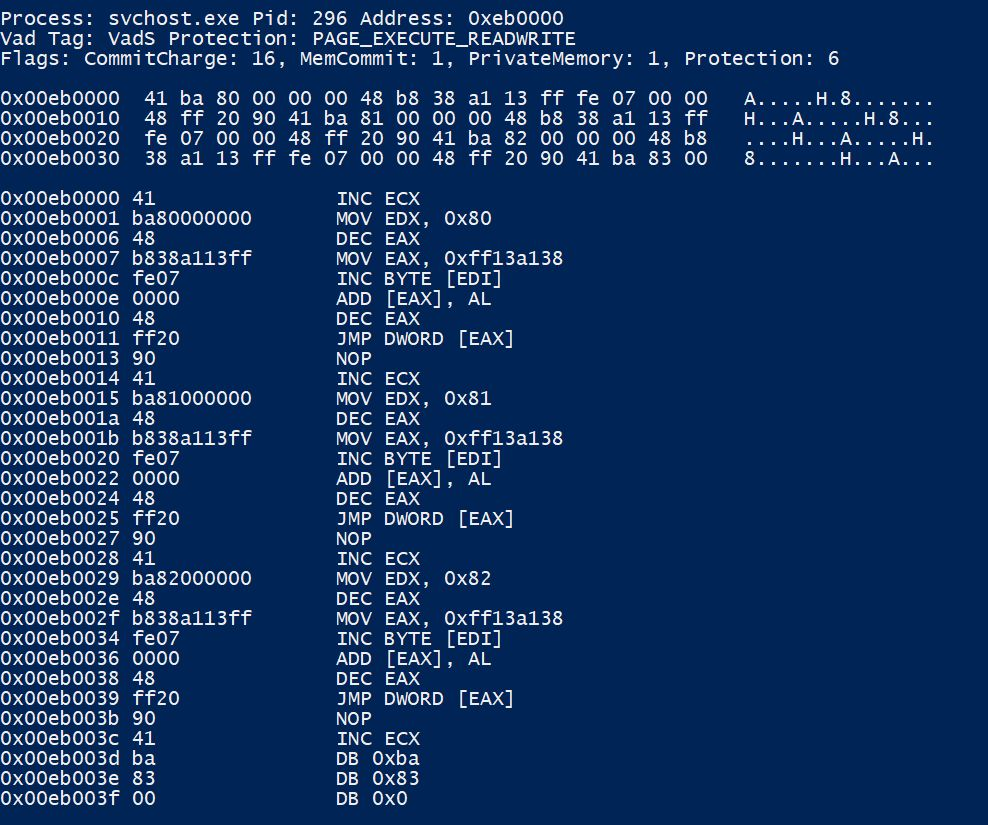 Process: svchost.exe Pid: 296 Address: 0xeb0000
Vad Tag: VadS Protection: PAGE_EXECUTE_READWRITE
Flags: CommitCharge: 16, MemCommit: 1, PrivateMemory: 1, Protection: 6
0x00eb0000  41 ba 80 00 00 00 48 b8 38 a1 13 ff fe 07 00 00   A.....H.8.......
0x00eb0010  48 ff 20 90 41 ba 81 00 00 00 48 b8 38 a1 13 ff   H...A.....H.8...
0x00eb0020  fe 07 00 00 48 ff 20 90 41 ba 82 00 00 00 48 b8   ....H...A.....H.
0x00eb0030  38 a1 13 ff fe 07 00 00 48 ff 20 90 41 ba 83 00   8.......H...A...
0x00eb0000 41               INC ECX
0x00eb0001 ba80000000       MOV EDX, 0x80
0x00eb0006 48               DEC EAX
0x00eb0007 b838a113ff       MOV EAX, 0xff13a138
0x00eb000c fe07             INC BYTE [EDI]
0x00eb000e 0000             ADD [EAX], AL
0x00eb0010 48               DEC EAX
0x00eb0011 ff20             JMP DWORD [EAX]
0x00eb0013 90               NOP
0x00eb0014 41               INC ECX
0x00eb0015 ba81000000       MOV EDX, 0x81
0x00eb001a 48               DEC EAX
0x00eb001b b838a113ff       MOV EAX, 0xff13a138
0x00eb0020 fe07             INC BYTE [EDI]
0x00eb0022 0000             ADD [EAX], AL
0x00eb0024 48               DEC EAX
0x00eb0025 ff20             JMP DWORD [EAX]
0x00eb0027 90               NOP
0x00eb0028 41               INC ECX
0x00eb0029 ba82000000       MOV EDX, 0x82
0x00eb002e 48               DEC EAX
0x00eb002f b838a113ff       MOV EAX, 0xff13a138
0x00eb0034 fe07             INC BYTE [EDI]
0x00eb0036 0000             ADD [EAX], AL
0x00eb0038 48               DEC EAX
0x00eb0039 ff20             JMP DWORD [EAX]
0x00eb003b 90               NOP
0x00eb003c 41               INC ECX
0x00eb003d ba               DB 0xba
0x00eb003e 83               DB 0x83
0x00eb003f 00               DB 0x0